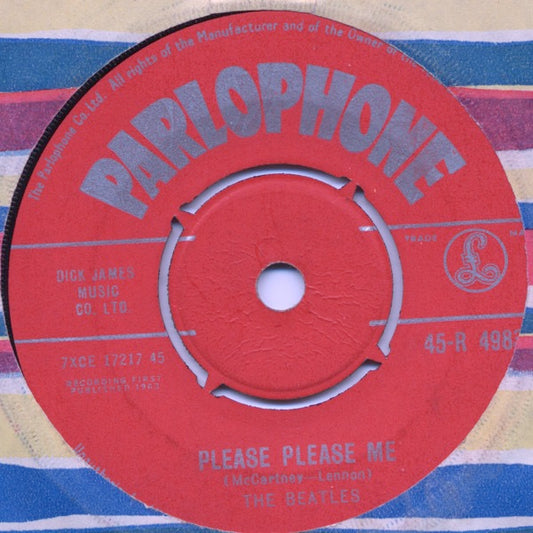 The Parlophone Co. Ltd. All rights of the Manufacturer and of the Owner of
PARLOPHONE
TRADE
£
DICK JAMES
MUSIC
CO. LTD.
45-R 498
7XCE 17217 45
RECORDING FIRST
PUBLISHED 1963
PLEASE PLEASE ME
(McCartney—Lennon)
THE BEATLES